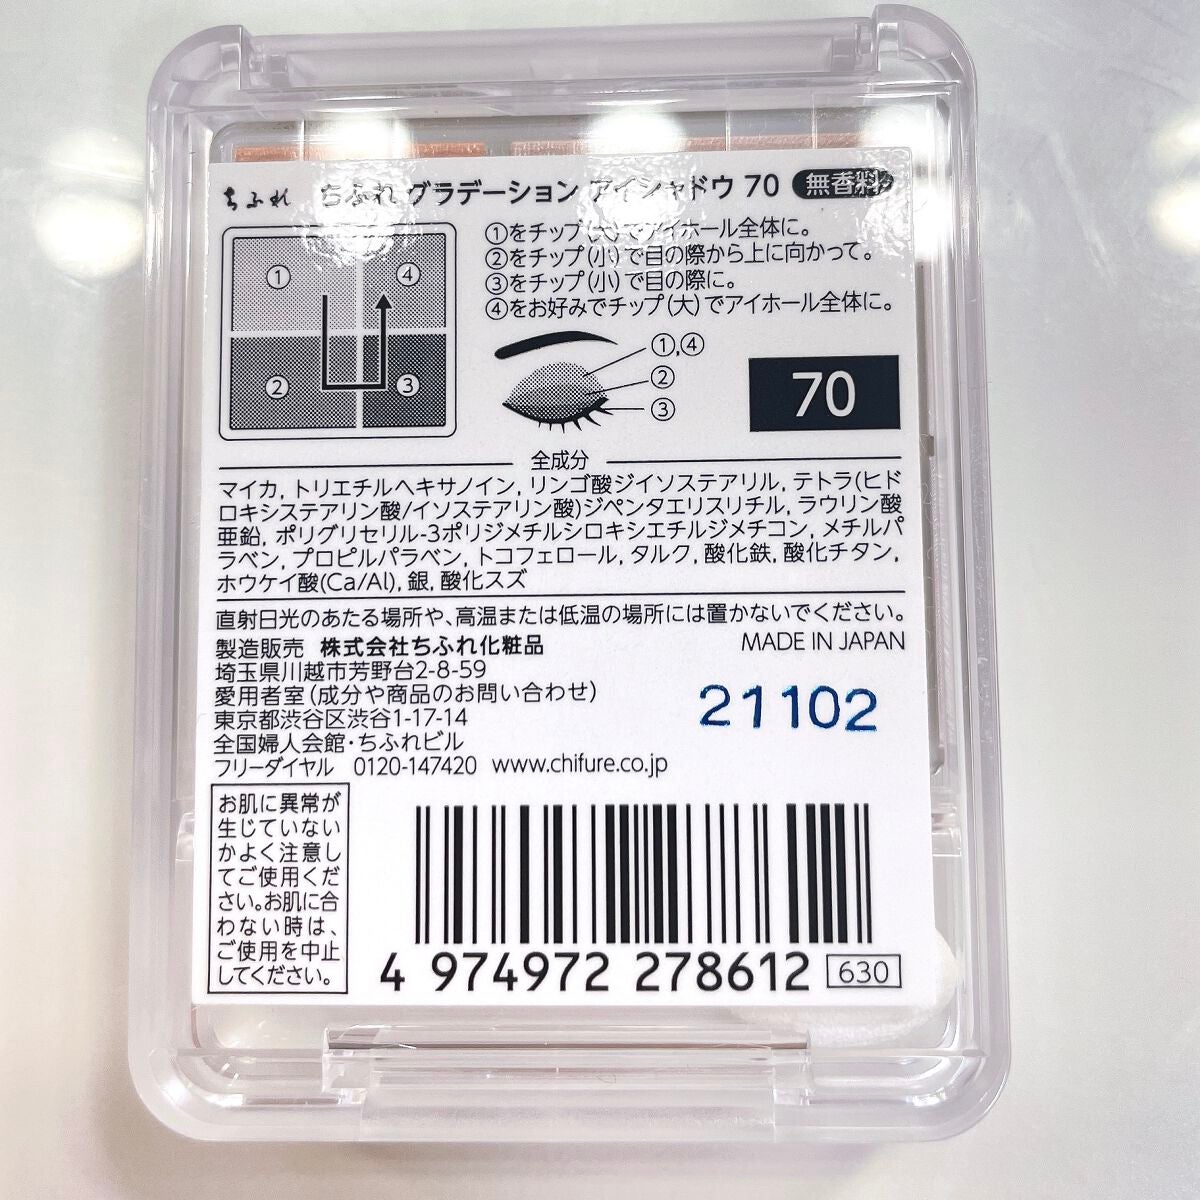 ちふれ ちふれ グラデーション アイシャドウ 70 無香料
①をチップ(大)でアイホール全体に。
②をチップ(小)で目の際から上に向かって。
③をチップ(小)で目の際に。
④をお好みでチップ(大)でアイホール全体に。
① ④
② ③
①,④
②
③
70
全成分
マイカ, トリエチルヘキサノイン, リンゴ酸ジイソステアリル, テトラ(ヒド
ロキシステアリン酸/イソステアリン酸)ジペンタエリスリチル, ラウリン酸
亜鉛, ポリグリセリル-3ポリジメチルシロキシエチルジメチコン, メチルパ
ラベン, プロピルパラベン, トコフェロール, タルク, 酸化鉄, 酸化チタン,
ホウケイ酸(Ca/Al), 銀, 酸化スズ
直射日光のあたる場所や、高温または低温の場所には置かないでください。
製造販売 株式会社ちふれ化粧品 MADE IN JAPAN
埼玉県川越市芳野台2-8-59
愛用者室(成分や商品のお問い合わせ)
東京都渋谷区渋谷1-17-14
全国婦人会館・ちふれビル
フリーダイヤル 0120-147420 www.chifure.co.jp
21102
お肌に異常が
生じていない
かよく注意し
てご使用くだ
さい。お肌に合
わない時は、
ご使用を中止
してください。
4 974972 278612 630